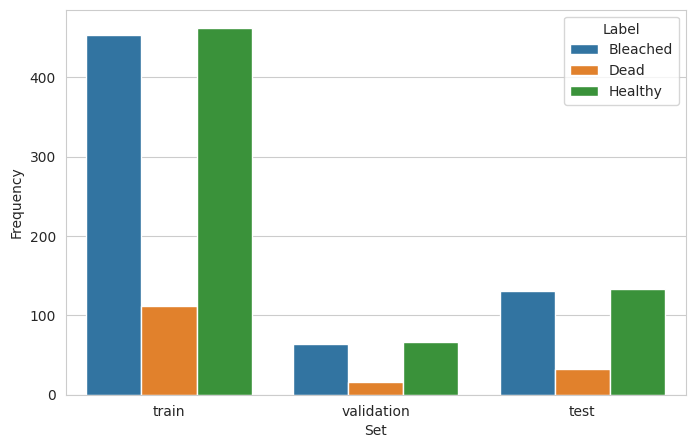 Label
Bleached
Dead
Healthy
Frequency
400
300
200
100
0
train validation test
Set